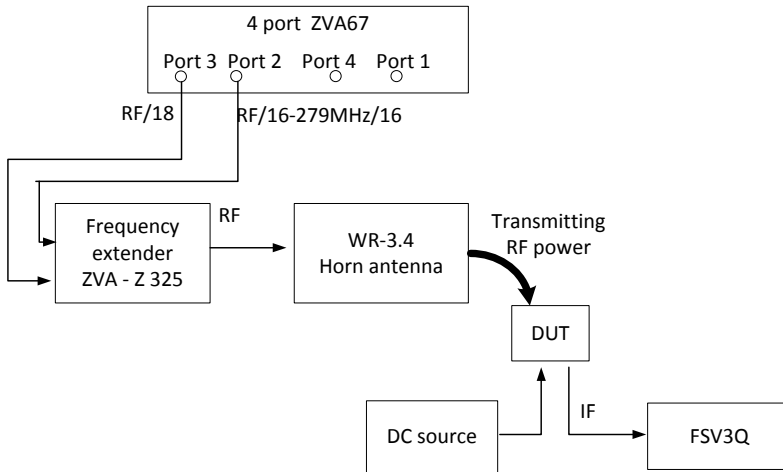 4 port ZVA67
Port 3 Port 2 Port 4 Port 1
RF/18
RF/16-279MHz/16
Frequency
extender
ZVA - Z 325
RF
WR-3.4
Horn antenna
Transmitting
RF power
DUT
DC source
IF
FSV3Q